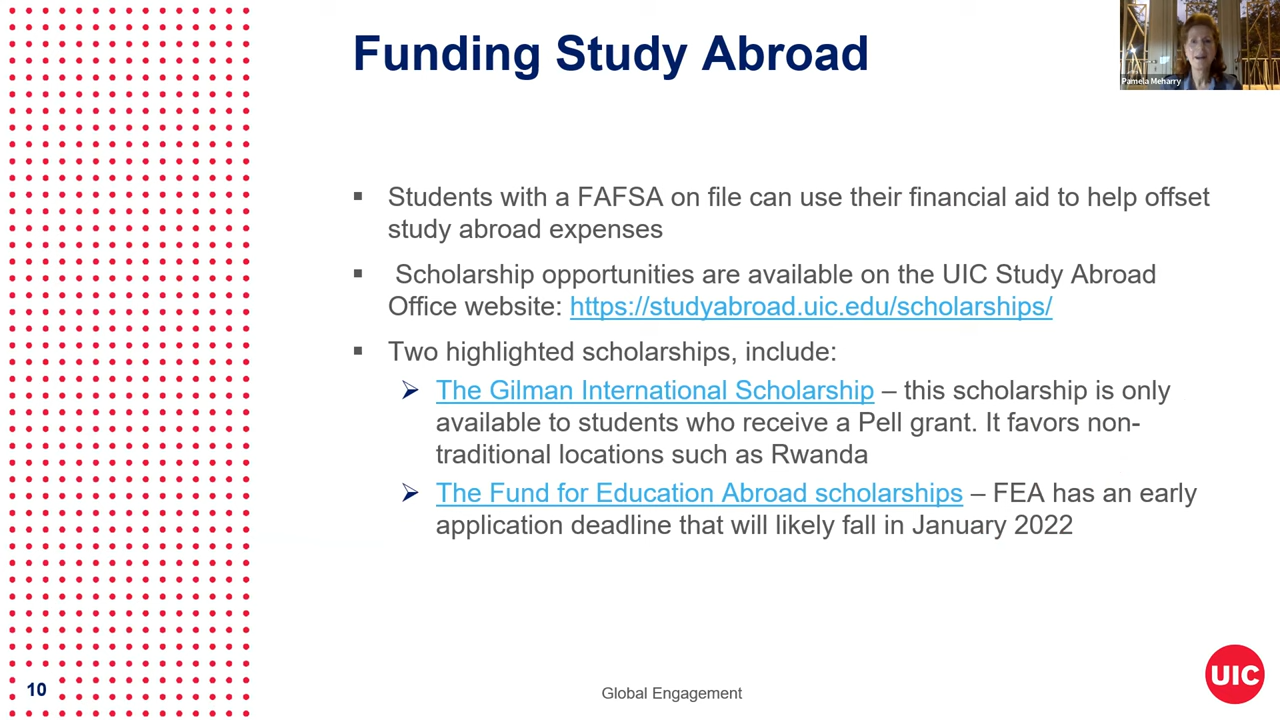 Funding Study Abroad
Pamela Meharry
▪ Students with a FAFSA on file can use their financial aid to help offset
study abroad expenses
▪ Scholarship opportunities are available on the UIC Study Abroad
Office website: https://studyabroad.uic.edu/scholarships/
▪ Two highlighted scholarships, include:
➢ The Gilman International Scholarship – this scholarship is only
available to students who receive a Pell grant. It favors non-
traditional locations such as Rwanda
➢ The Fund for Education Abroad scholarships – FEA has an early
application deadline that will likely fall in January 2022
10
Global Engagement
UIC